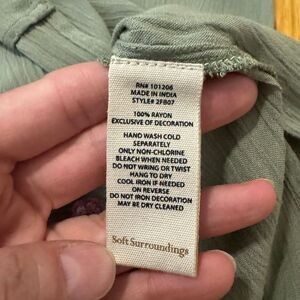 RN# 101206
MADE IN INDIA
STYLE# 2FB07
100% RAYON
EXCLUSIVE OF DECORATION
HAND WASH COLD
SEPARATELY
ONLY NON-CHLORINE
BLEACH WHEN NEEDED
DO NOT WRING OR TWIST
HANG TO DRY
COOL IRON IF NEEDED
ON REVERSE
DO NOT IRON DECORATION
MAY BE DRY CLEANED
Soft Surroundings